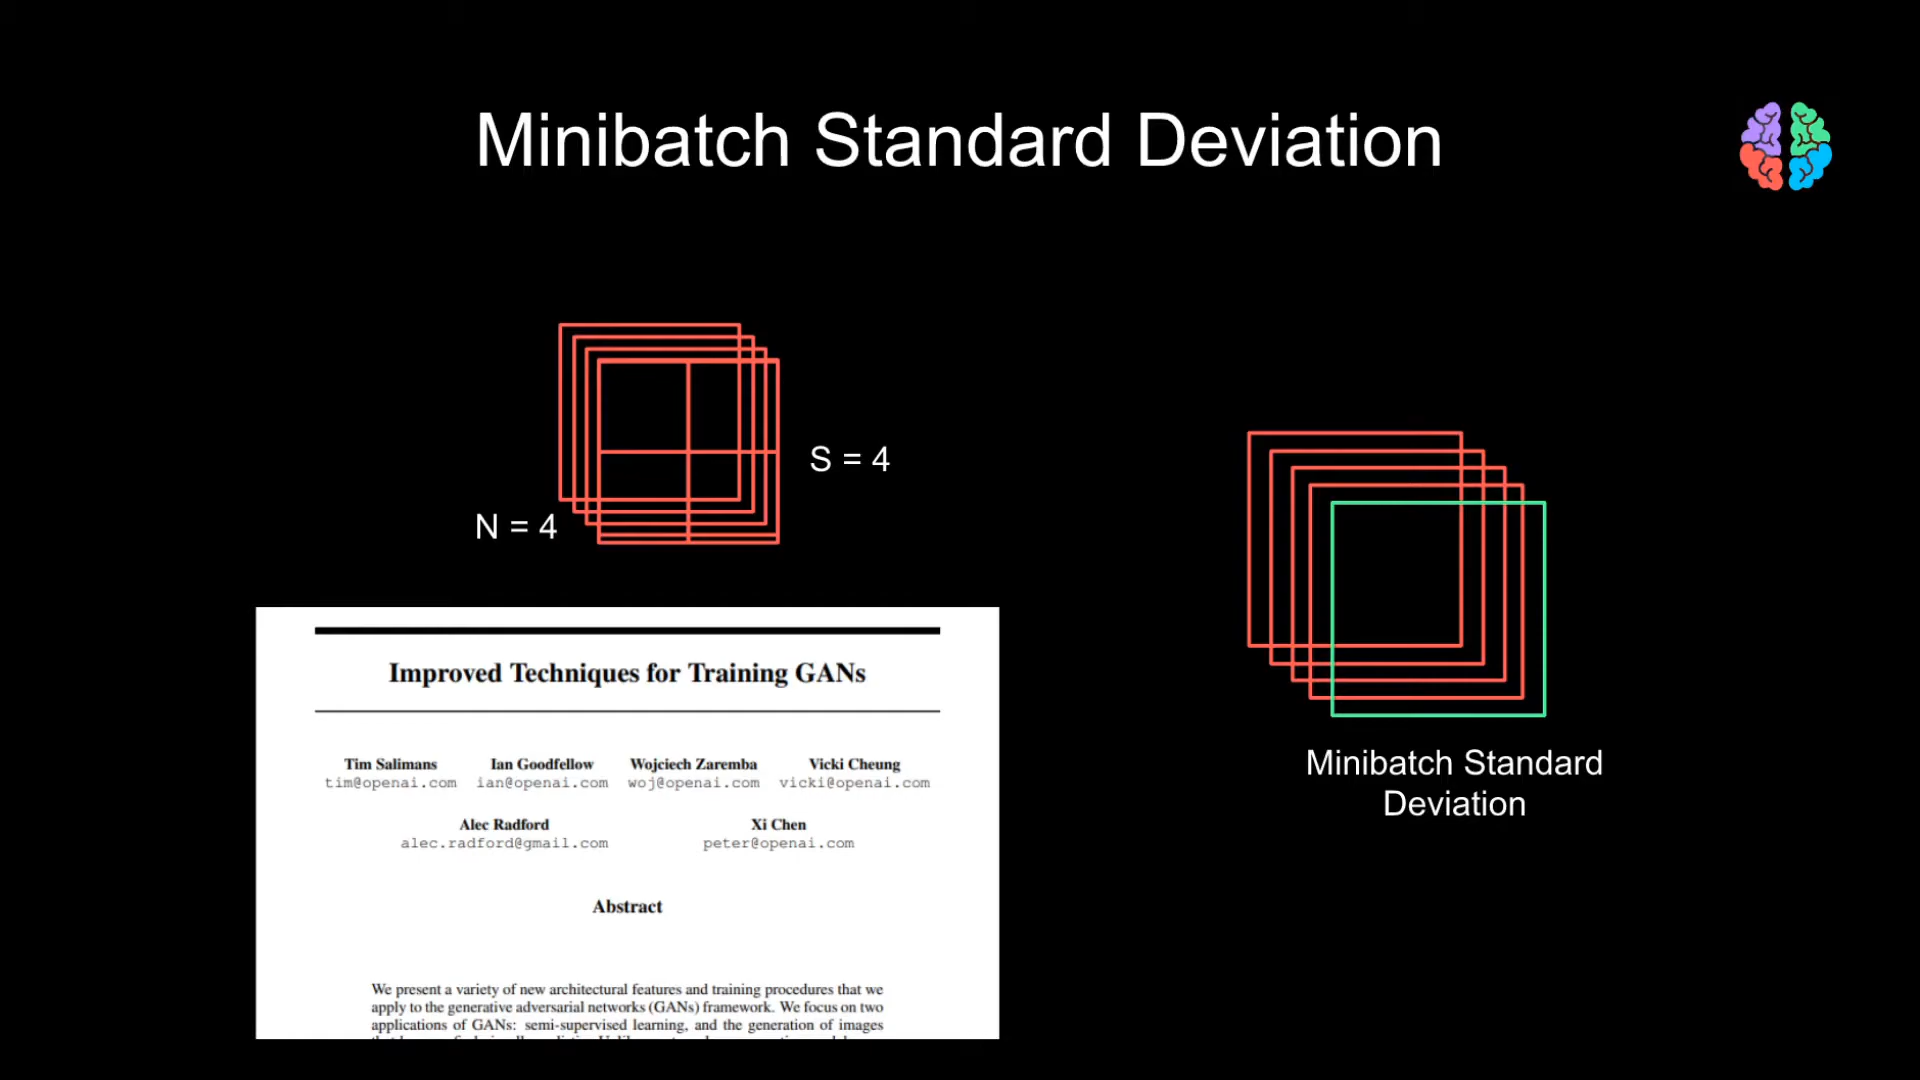 Minibatch Standard Deviation
S = 4
N = 4
Improved Techniques for Training GANs
Tim Salimans Ian Goodfellow Wojciech Zaremba Vicki Cheung
tim@openai.com ian@openai.com woj@openai.com vicki@openai.com
Alec Radford Xi Chen
alec.radford@gmail.com peter@openai.com
Abstract
We present a variety of new architectural features and training procedures that we
apply to the generative adversarial networks (GANs) framework. We focus on two
applications of GANs: semi-supervised learning, and the generation of images
Minibatch Standard
Deviation